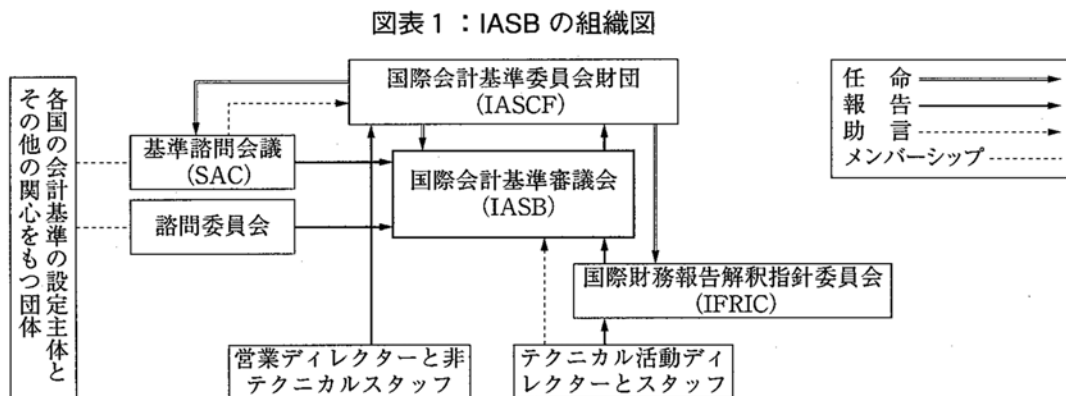 図表1：IASB の組織図
各国の会計基準の設定主体と
その他の関心をもつ団体
国際会計基準委員会財団
(IASCF)
任　命
報　告
助　言
メンバーシップ
基準諮問会議
(SAC)
国際会計基準審議会
(IASB)
諮問委員会
国際財務報告解釈指針委員会
(IFRIC)
営業ディレクターと非
テクニカルスタッフ
テクニカル活動ディ
レクターとスタッフ